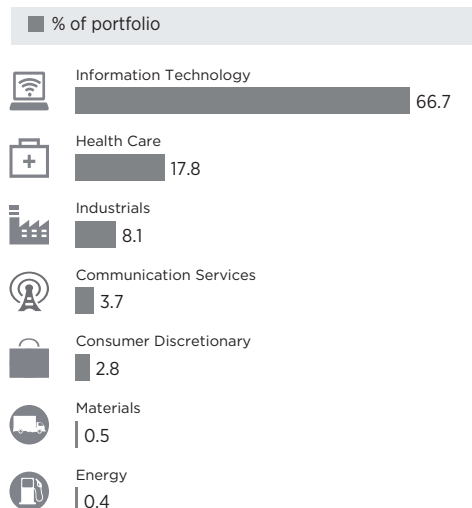 % of portfolio
Information Technology
66.7
Health Care
17.8
Industrials
8.1
Communication Services
3.7
Consumer Discretionary
2.8
Materials
0.5
Energy
0.4